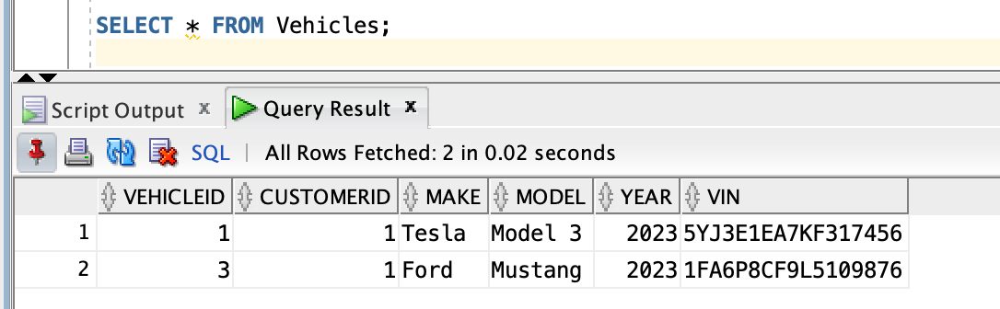 SELECT * FROM Vehicles;
Script Output x Query Result x
SQL | All Rows Fetched: 2 in 0.02 seconds
VEHICLEID CUSTOMERID MAKE MODEL YEAR VIN
1 1 1 Tesla Model 3 2023 5YJ3E1EA7KF317456
2 3 1 Ford Mustang 2023 1FA6P8CF9L5109876